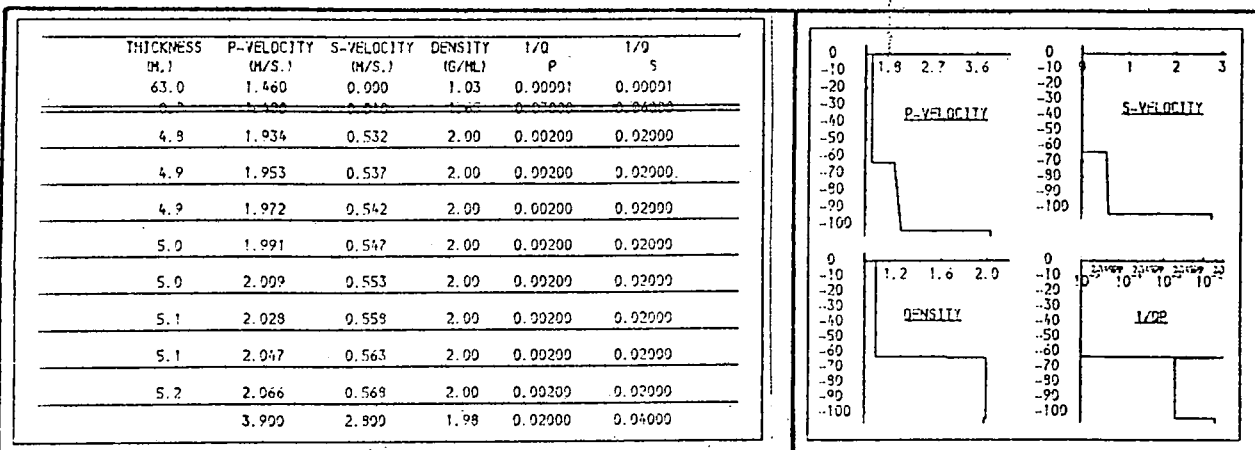 THICKNESS P-VELOCITY S-VELOCITY DENSITY 1/Q 1/Q
(M.) (M/S.) (M/S.) (G/ML) P S
63.0 1.460 0.000 1.03 0.00001 0.00001
4.8 1.934 0.532 2.00 0.00200 0.02000
4.9 1.953 0.537 2.00 0.00200 0.02000
4.9 1.972 0.542 2.00 0.00200 0.02000
5.0 1.991 0.547 2.00 0.00200 0.02000
5.0 2.009 0.553 2.00 0.00200 0.02000
5.1 2.028 0.558 2.00 0.00200 0.02000
5.1 2.047 0.563 2.00 0.00200 0.02000
5.2 2.066 0.568 2.00 0.00200 0.02000
3.900 2.800 1.98 0.02000 0.04000
0
-10 1.8 2.7 3.6
-20
-30
-40 P-VELOCITY
-50
-60
-70
-80
-90
-100
0
-10 0 1 2 3
-20
-30
-40 S-VELOCITY
-50
-60
-70
-80
-90
-100
0
-10 1.2 1.6 2.0
-20
-30
-40 DENSITY
-50
-60
-70
-80
-90
-100
0
-10 10 10 10 10
-20
-30
-40 1/QP
-50
-60
-70
-80
-90
-100